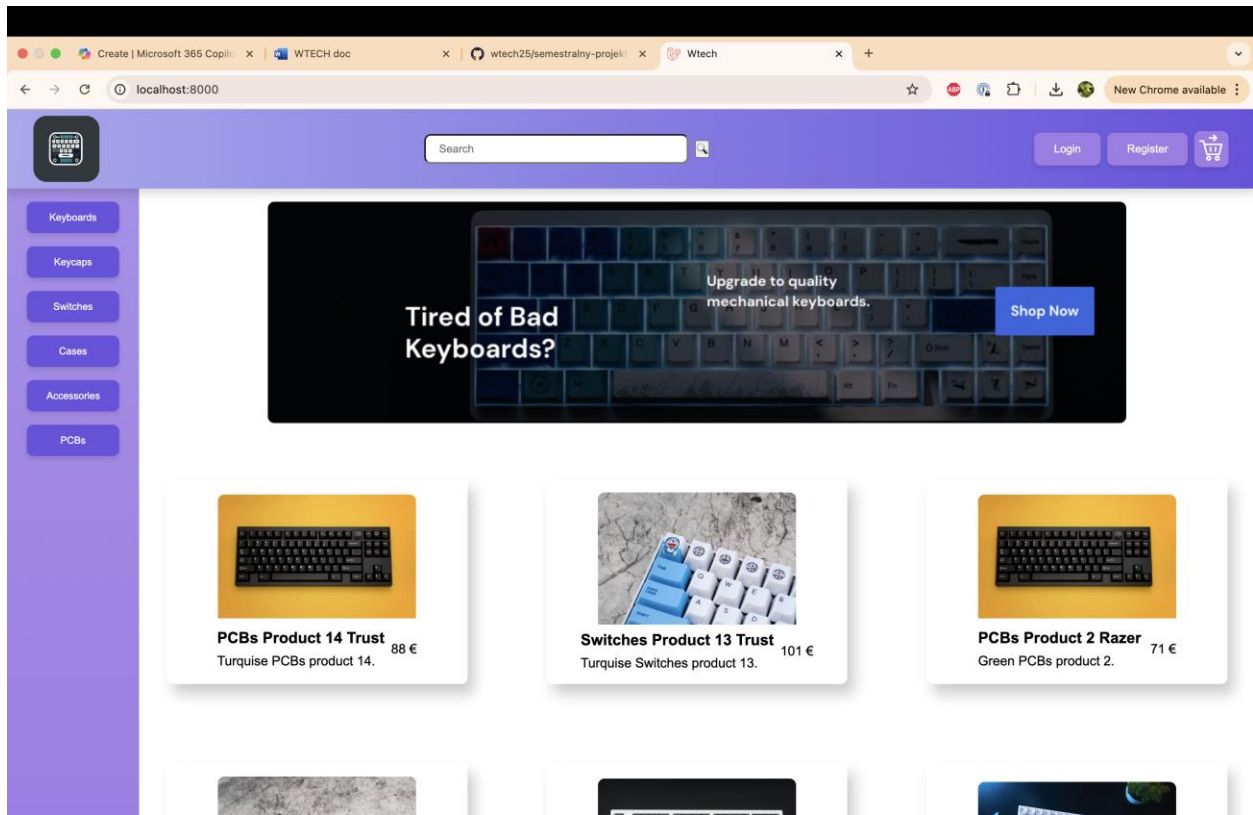 Create | Microsoft 365 Copilo
WTECH doc
wtech25/semestralny-projekt
Wtech
localhost:8000
ABP
New Chrome available
Search
Login
Register
Keyboards
Keycaps
Switches
Cases
Accessories
PCBs
Tired of Bad
Keyboards?
Upgrade to quality
mechanical keyboards.
Shop Now
PCBs Product 14 Trust
88 €
Turquise PCBs product 14.
Switches Product 13 Trust
101 €
Turquise Switches product 13.
PCBs Product 2 Razer
71 €
Green PCBs product 2.